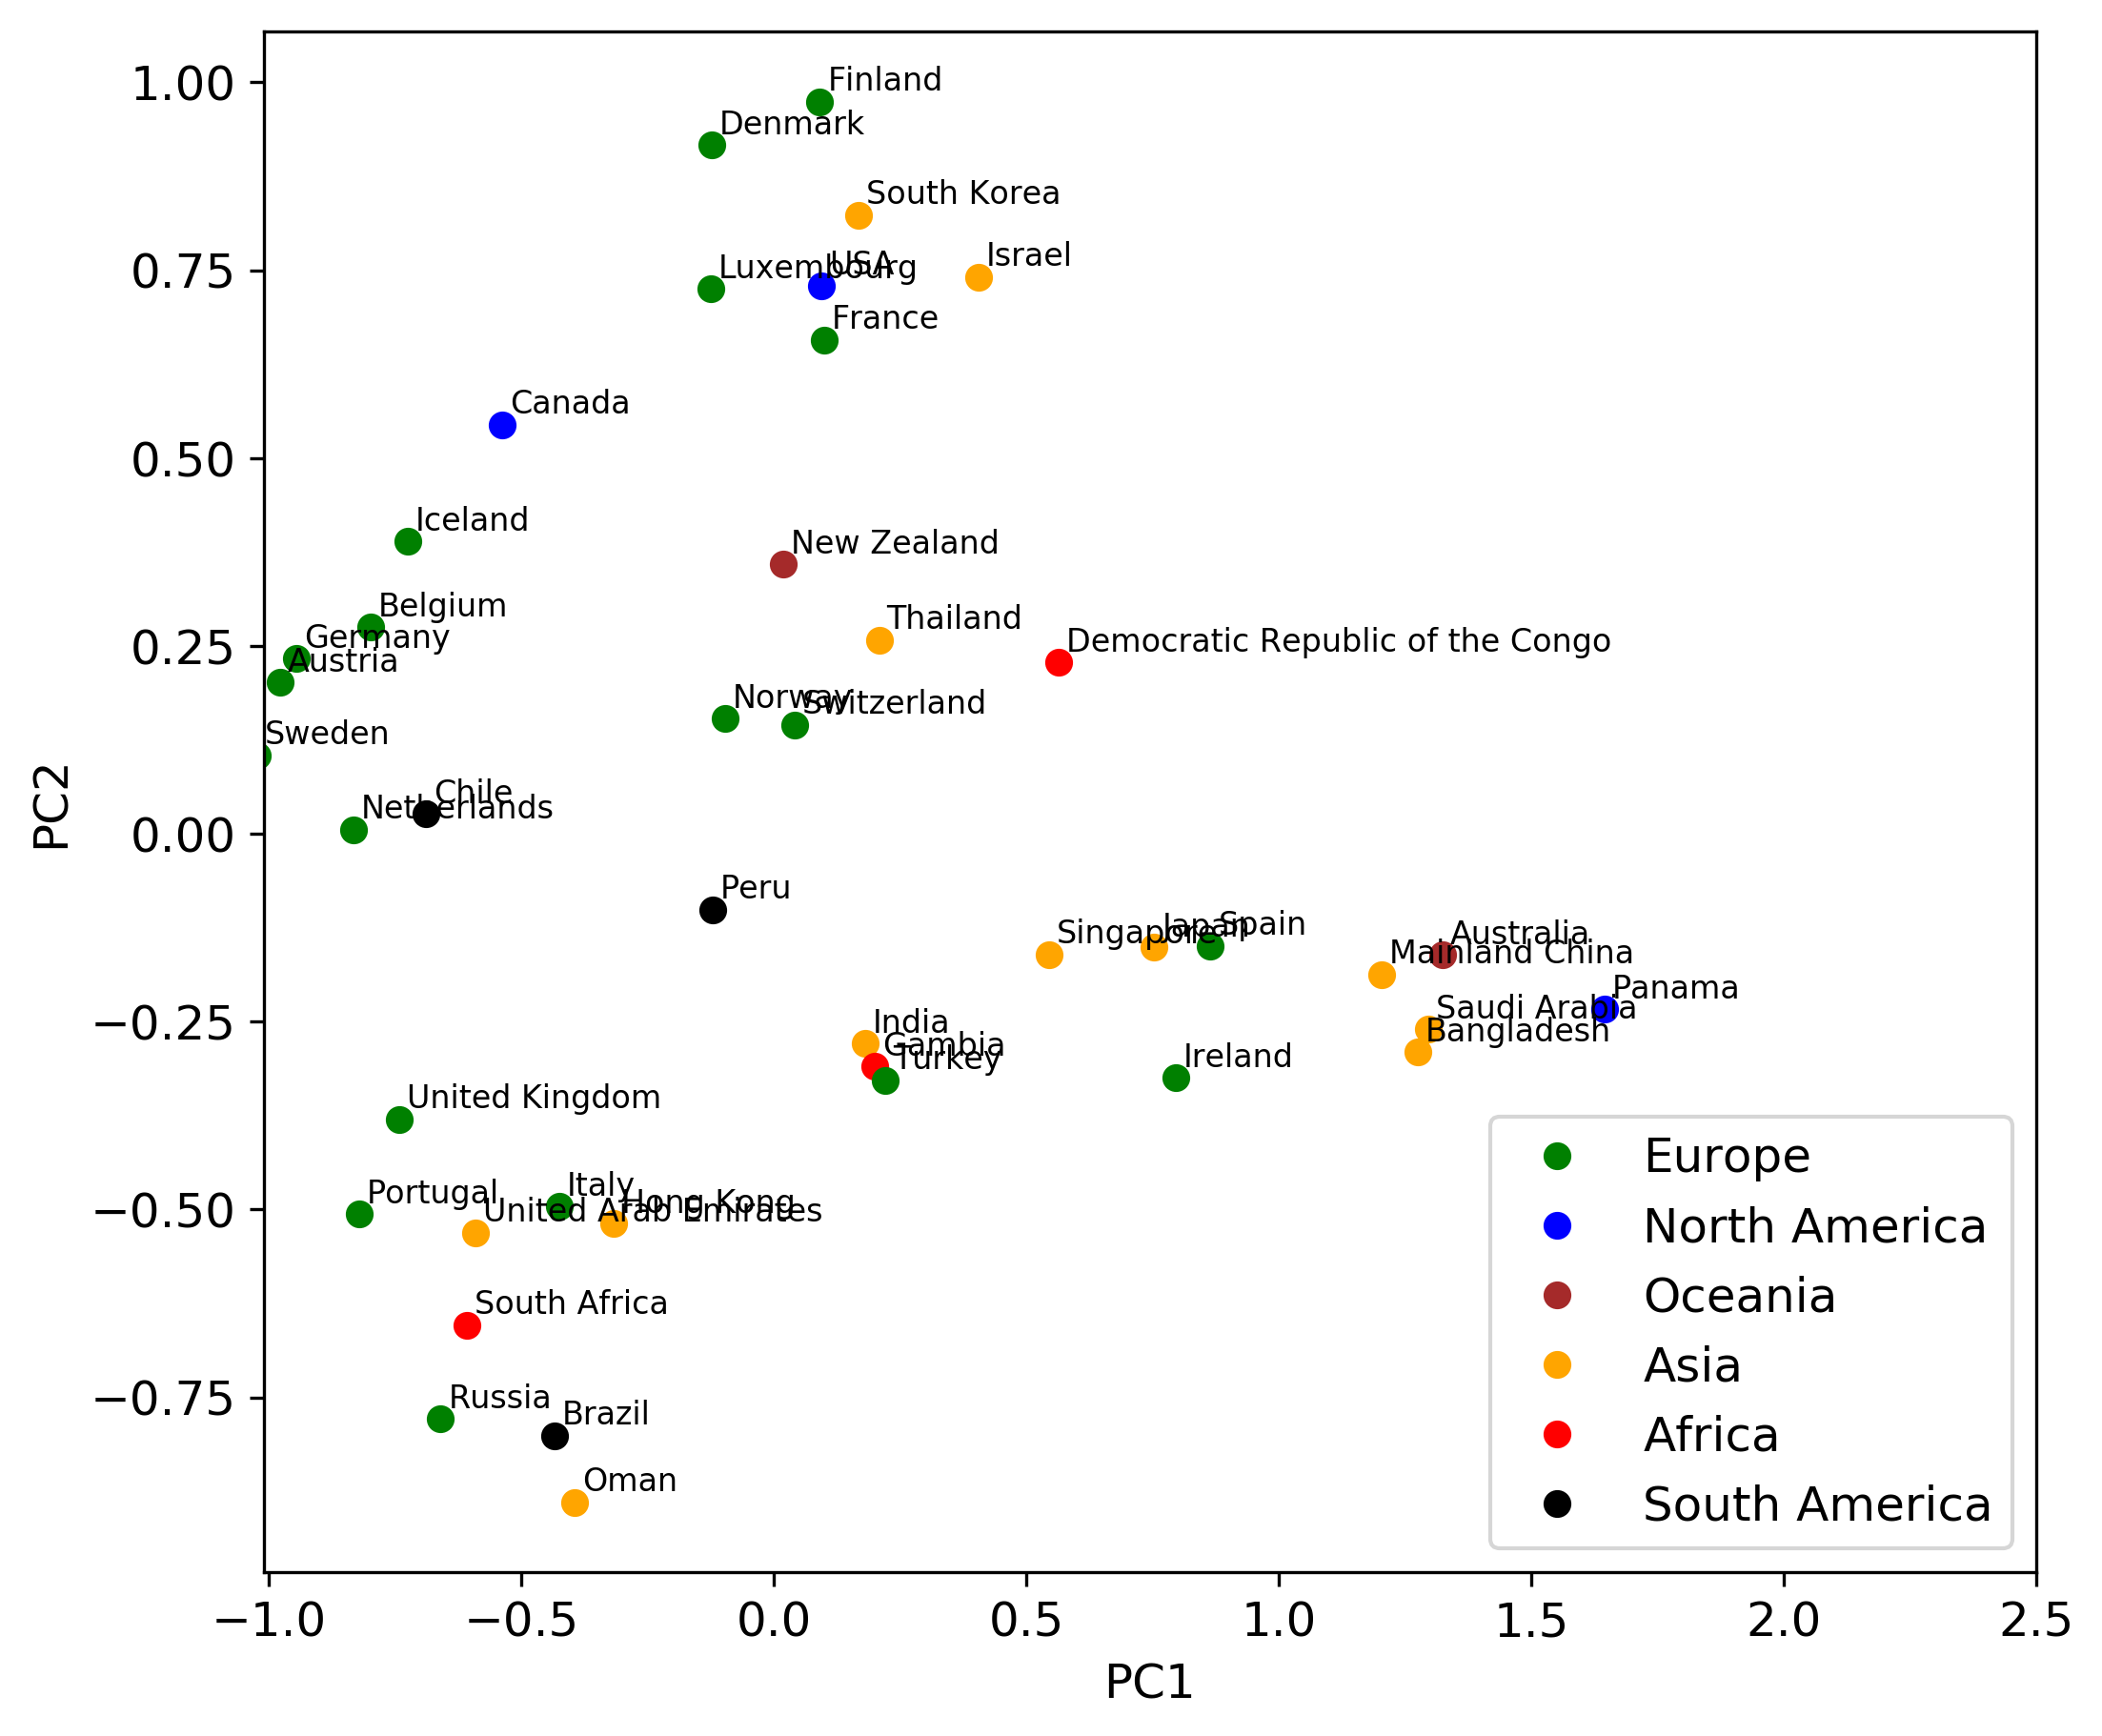 1.00
0.75
0.50
0.25
0.00
−0.25
−0.50
−0.75
PC2
Finland
Denmark
South Korea
Israel
USA
Luxembourg
France
Canada
Iceland
New Zealand
Belgium
Thailand
Germany
Democratic Republic of the Congo
Austria
Norway
Switzerland
Sweden
Chile
Netherlands
Peru
Singapore
Japan
Spain
Australia
Mainland China
Panama
Saudi Arabia
Bangladesh
India
Gambia
Turkey
Ireland
United Kingdom
Portugal
Italy
Hong Kong
United Arab Emirates
South Africa
Russia
Brazil
Oman
Europe
North America
Oceania
Asia
Africa
South America
−1.0
−0.5
0.0
0.5
1.0
1.5
2.0
2.5
PC1